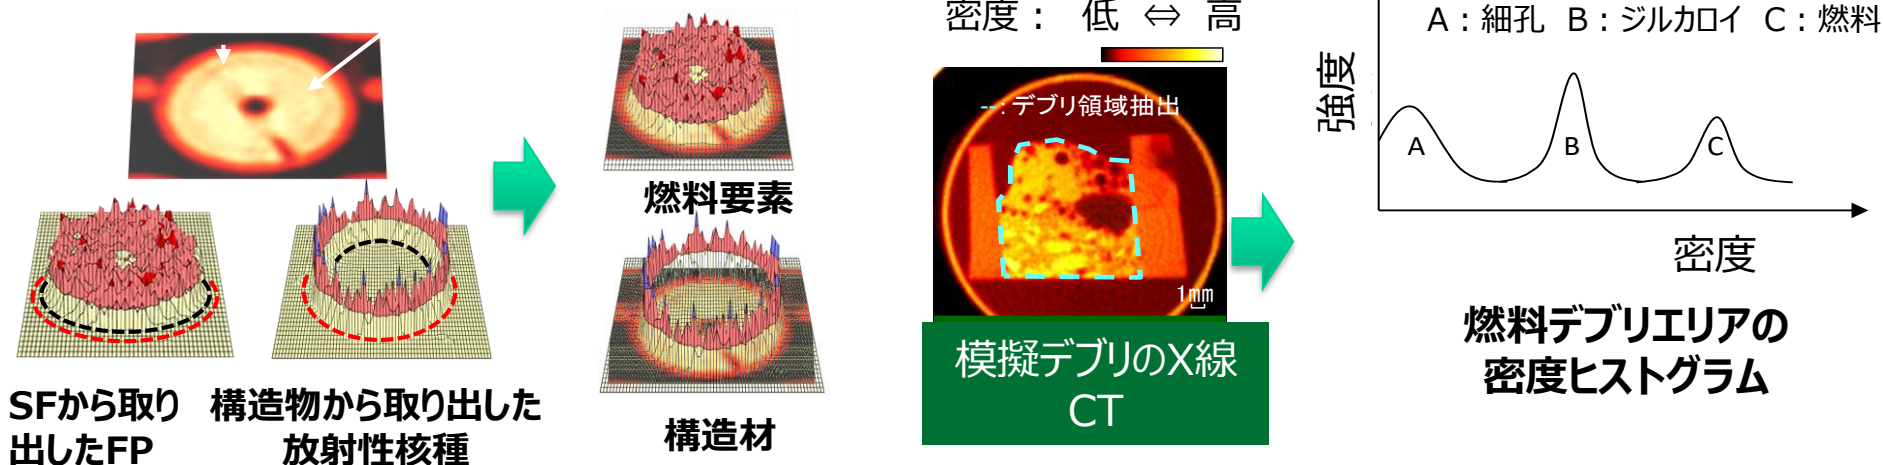 燃料要素
SFから取り
出したFP
構造物から取り出した
放射性核種
構造材
密度： 低 ⇔ 高
--: デブリ領域抽出
1mm
模擬デブリのX線
CT
A：細孔 B：ジルカロイ C：燃料
強度
A
B
C
密度
燃料デブリエリアの
密度ヒストグラム